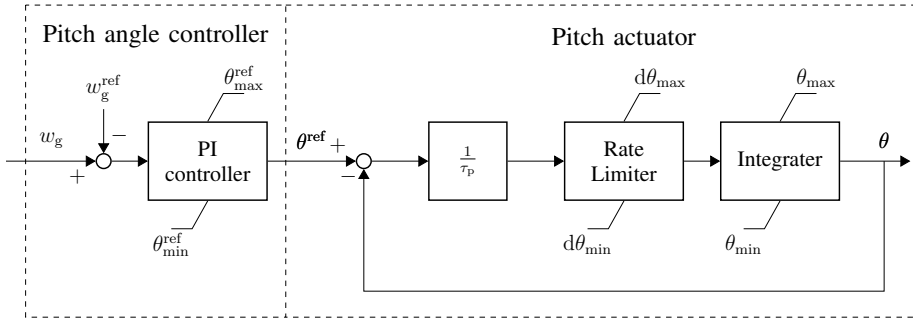 Pitch angle controller
Pitch actuator
w_g^ref
θ_max^ref
dθ_max
θ_max
w_g
−
+
PI
controller
θ^ref
+
−
1/τ_p
Rate
Limiter
Integrater
θ
θ_min^ref
dθ_min
θ_min